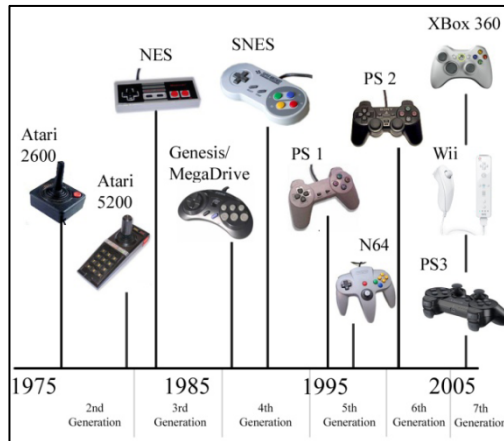 XBox 360
NES
SNES
PS 2
Atari
2600
Atari
5200
Genesis/
MegaDrive
PS 1
Wii
N64
PS3
1975
1985
1995
2005
2nd
Generation
3rd
Generation
4th
Generation
5th
Generation
6th
Generation
7th
Generation